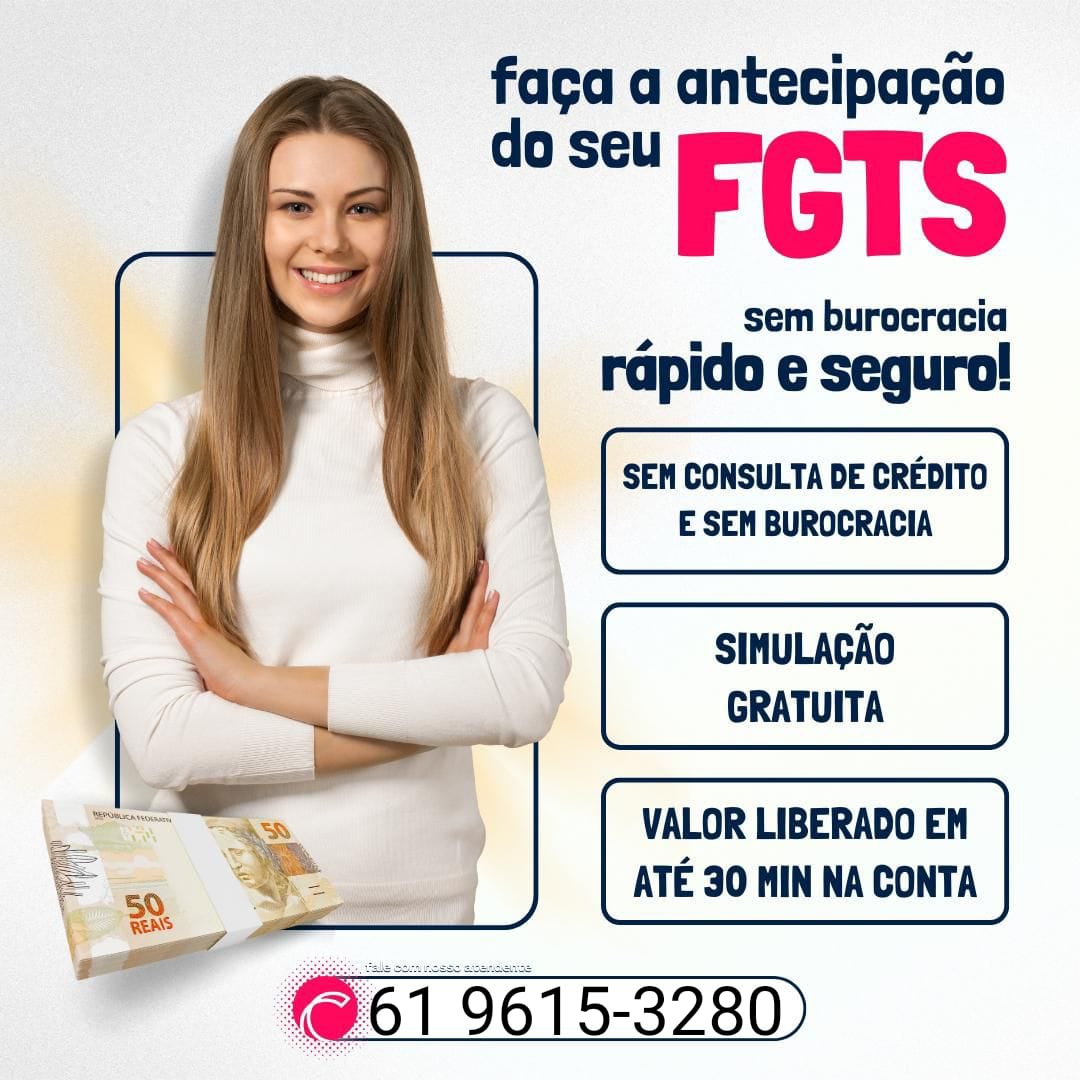 faça a antecipação
do seu FGTS
sem burocracia
rápido e seguro!
SEM CONSULTA DE CRÉDITO
E SEM BUROCRACIA
SIMULAÇÃO
GRATUITA
VALOR LIBERADO EM
ATÉ 30 MIN NA CONTA
REPÚBLICA FEDERATIV
50
50
REAIS
fale com nosso atendente
61 9615-3280